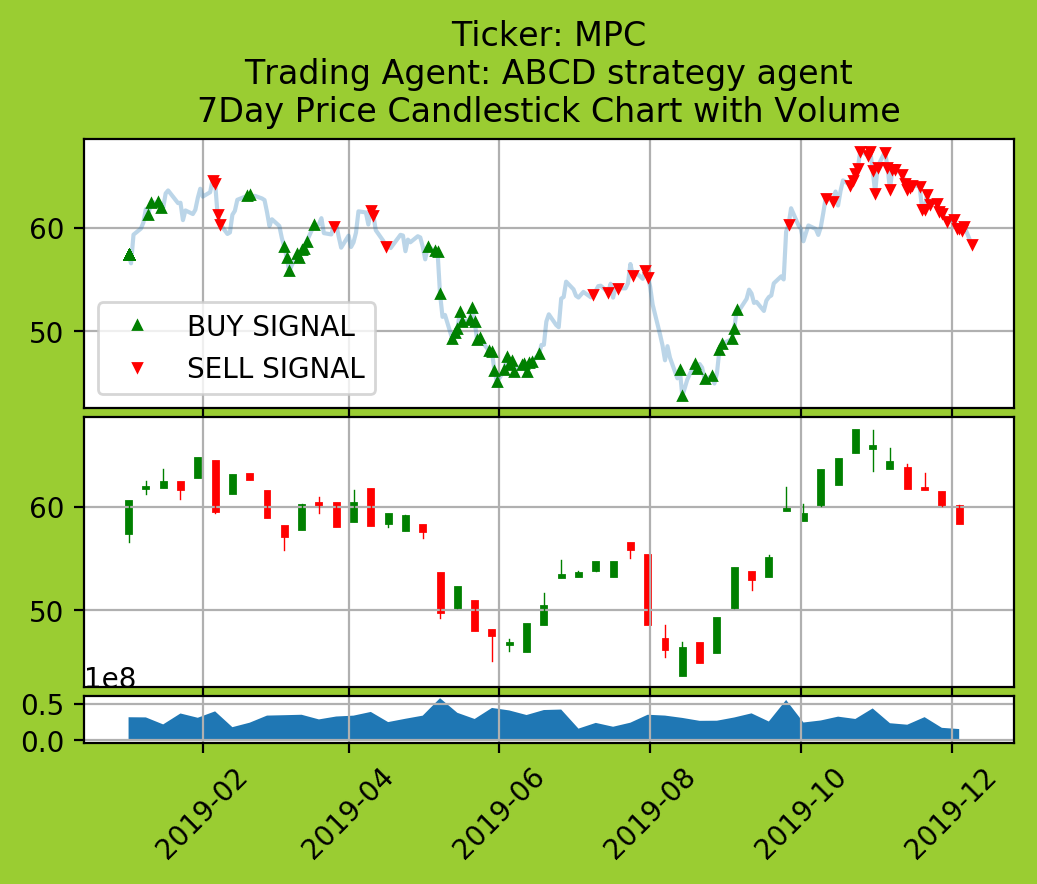 Ticker: MPC
Trading Agent: ABCD strategy agent
7Day Price Candlestick Chart with Volume
60
50
BUY SIGNAL
SELL SIGNAL
60
50
1e8
0.5
0.0
2019-02
2019-04
2019-06
2019-08
2019-10
2019-12